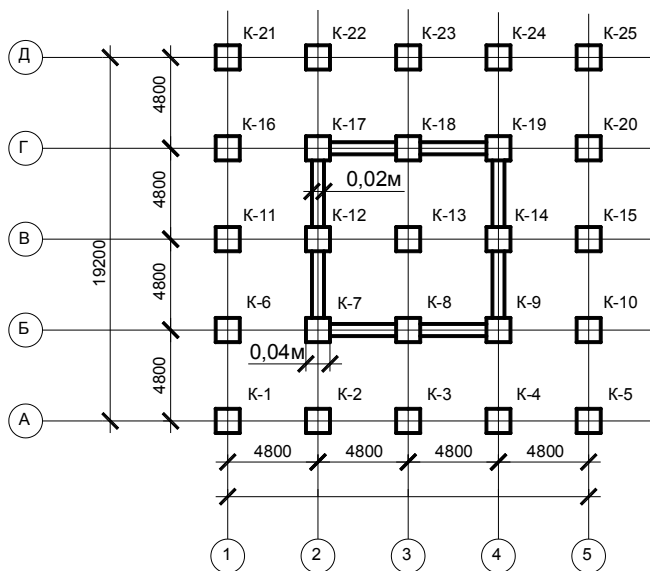 К-21 К-22 К-23 К-24 К-25
Д
4800
К-16 К-17 К-18 К-19 К-20
Г
0,02м
4800
К-11 К-12 К-13 К-14 К-15
В
19200
4800
К-6 К-7 К-8 К-9 К-10
Б
0,04м
4800
К-1 К-2 К-3 К-4 К-5
А
4800 4800 4800 4800
1 2 3 4 5